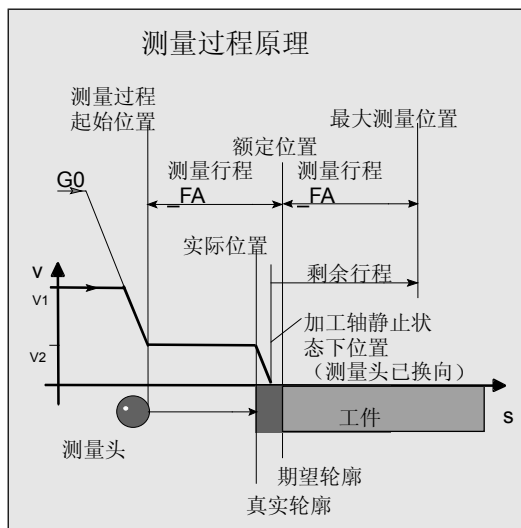 测量过程原理
测量过程
起始位置
最大测量位置
额定位置
测量行程
_FA
测量行程
_FA
G0
实际位置
剩余行程
v
V1
加工轴静止状
态下位置
（测量头已换向）
V2
s
工件
测量头
期望轮廓
真实轮廓